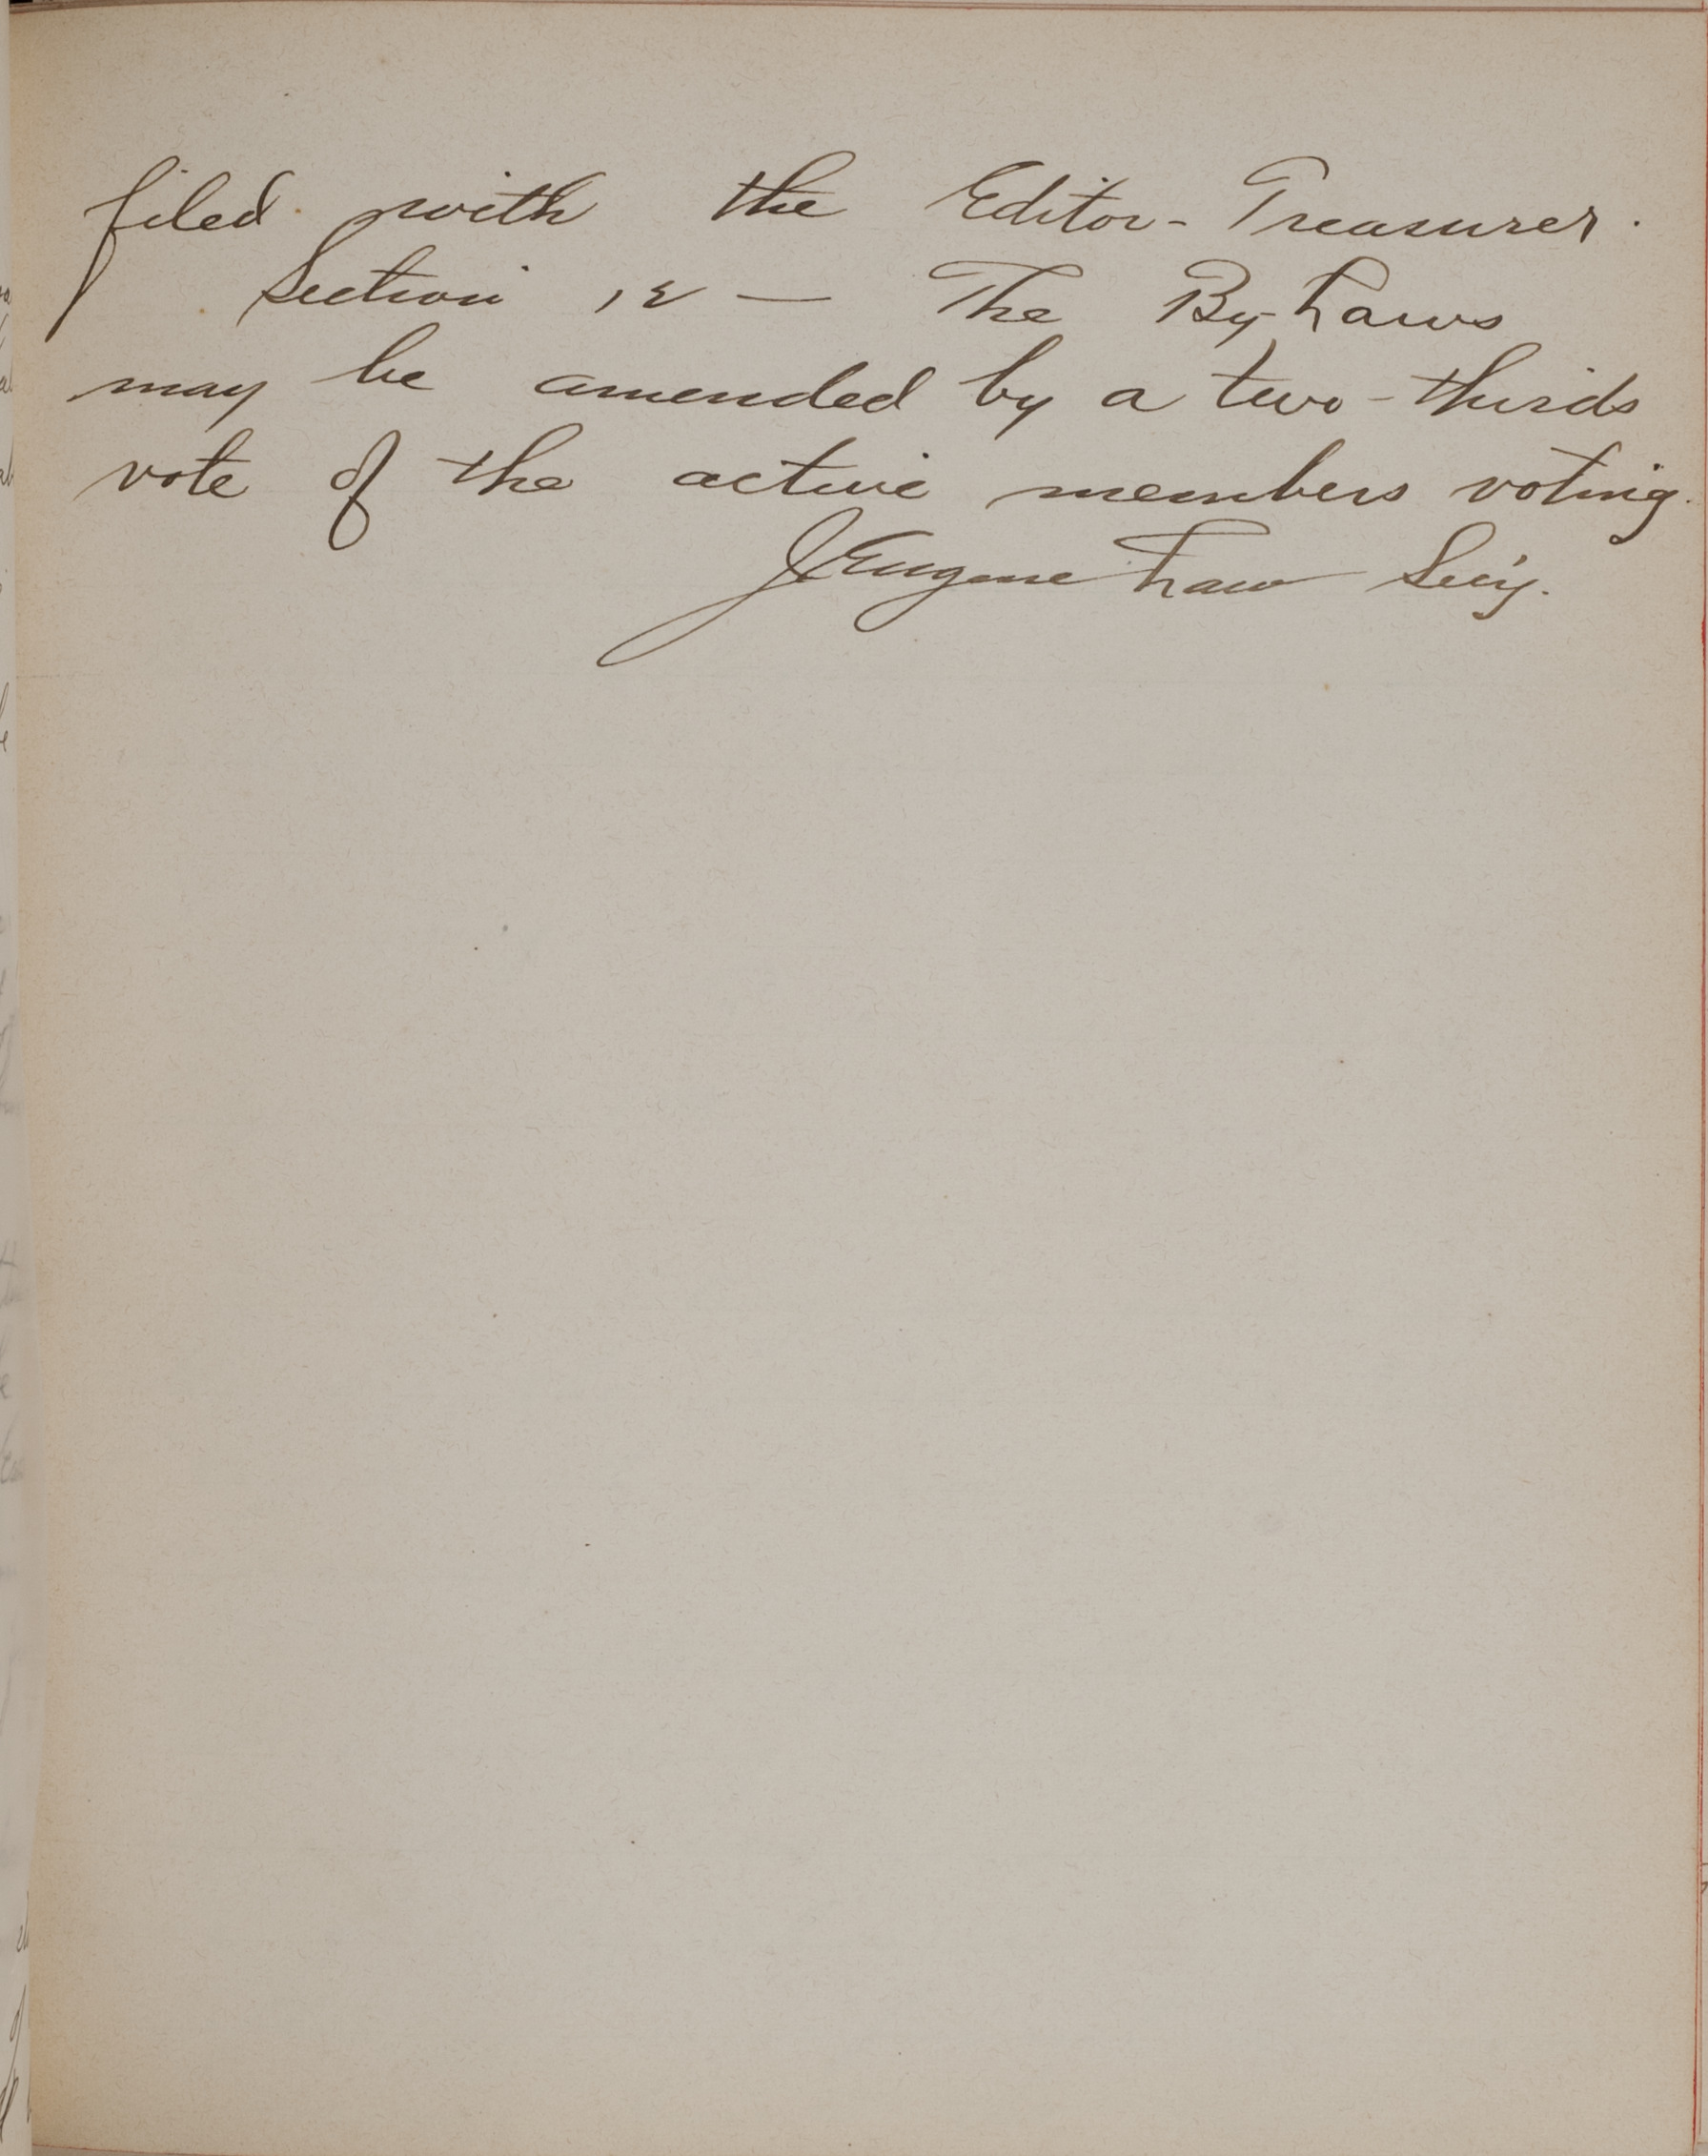 filed with the Editor-Treasurer.
Section 12 — The By-Laws
may be amended by a two-thirds
vote of the active members voting.
J Eugene Law Sec'y.